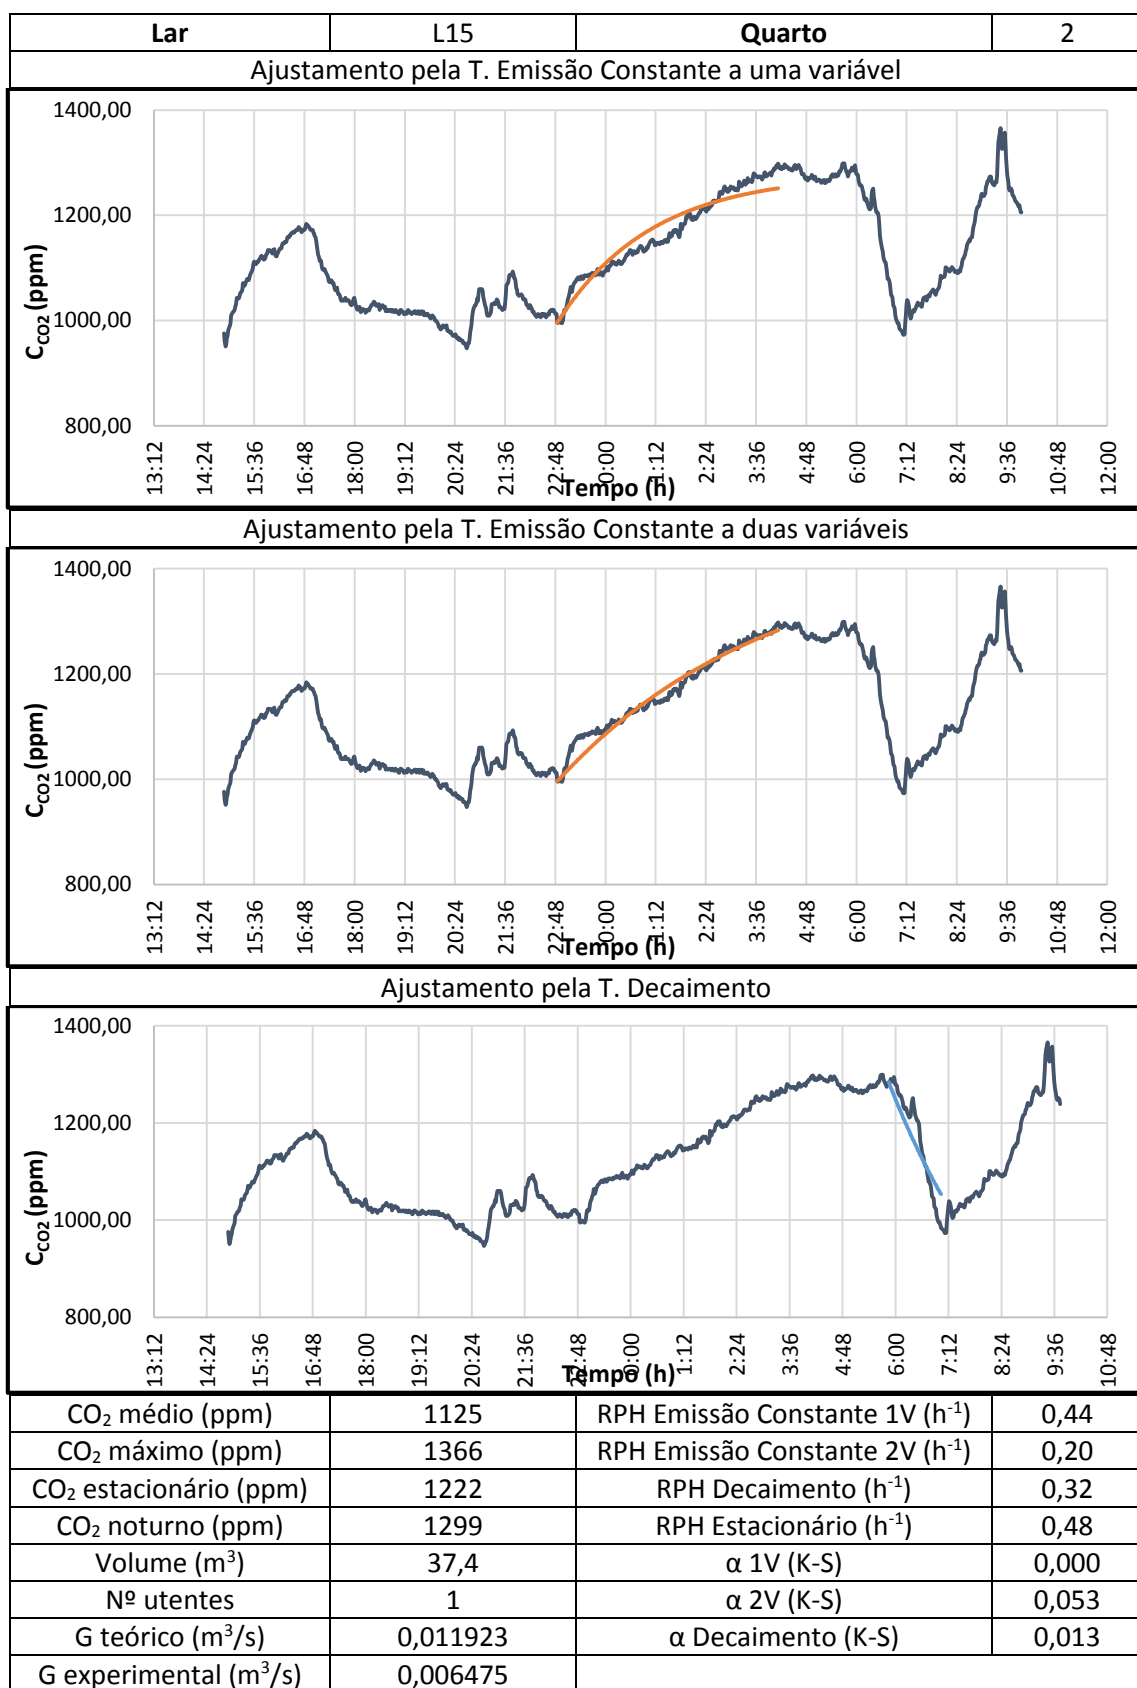 Lar L15 Quarto 2
Ajustamento pela T. Emissão Constante a uma variável
1400,00
1200,00
1000,00
800,00
C_CO2 (ppm)
13:12 14:24 15:36 16:48 18:00 19:12 20:24 21:36 22:48 0:00 1:12 2:24 3:36 4:48 6:00 7:12 8:24 9:36 10:48 12:00
Tempo (h)
Ajustamento pela T. Emissão Constante a duas variáveis
1400,00
1200,00
1000,00
800,00
C_CO2 (ppm)
13:12 14:24 15:36 16:48 18:00 19:12 20:24 21:36 22:48 0:00 1:12 2:24 3:36 4:48 6:00 7:12 8:24 9:36 10:48 12:00
Tempo (h)
Ajustamento pela T. Decaimento
1400,00
1200,00
1000,00
800,00
C_CO2 (ppm)
13:12 14:24 15:36 16:48 18:00 19:12 20:24 21:36 22:48 0:00 1:12 2:24 3:36 4:48 6:00 7:12 8:24 9:36 10:48
Tempo (h)
CO₂ médio (ppm) 1125 RPH Emissão Constante 1V (h⁻¹) 0,44
CO₂ máximo (ppm) 1366 RPH Emissão Constante 2V (h⁻¹) 0,20
CO₂ estacionário (ppm) 1222 RPH Decaimento (h⁻¹) 0,32
CO₂ noturno (ppm) 1299 RPH Estacionário (h⁻¹) 0,48
Volume (m³) 37,4 α 1V (K-S) 0,000
Nº utentes 1 α 2V (K-S) 0,053
G teórico (m³/s) 0,011923 α Decaimento (K-S) 0,013
G experimental (m³/s) 0,006475